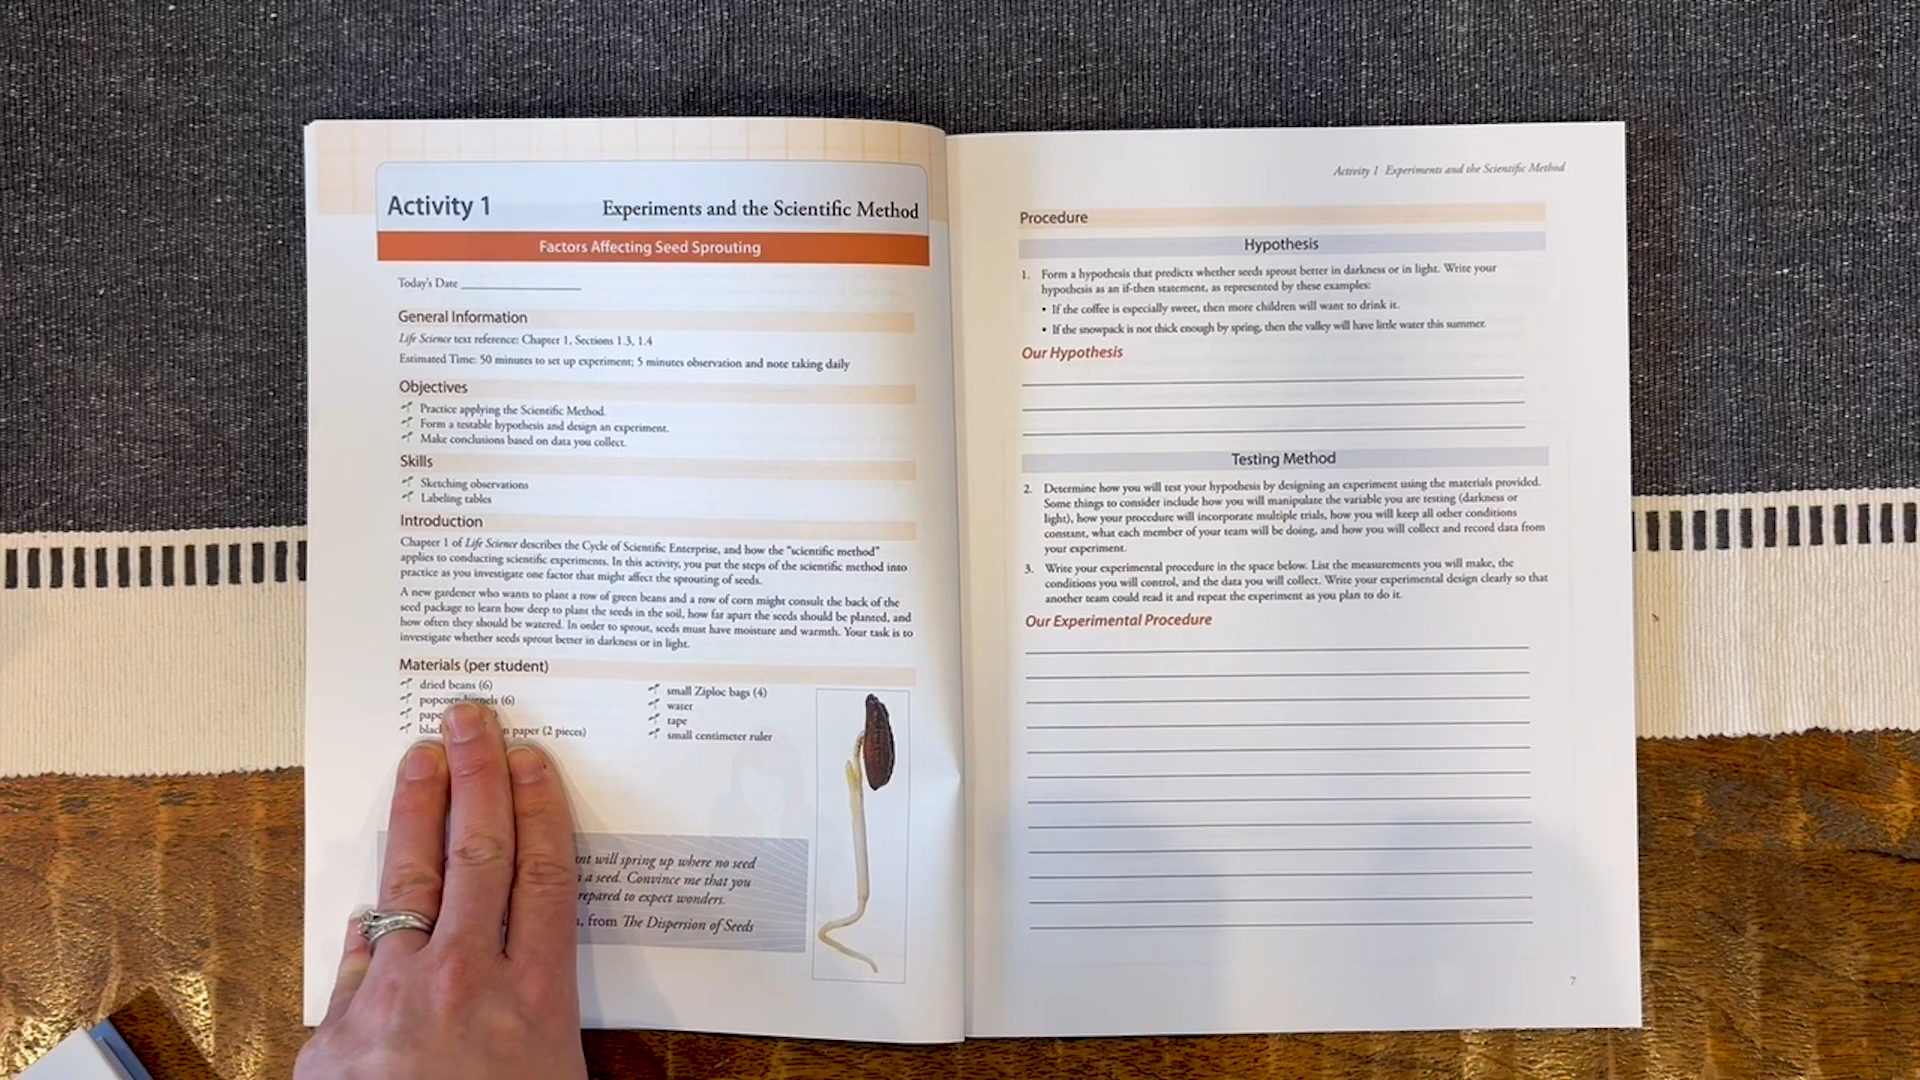 Activity 1
Experiments and the Scientific Method
Factors Affecting Seed Sprouting
Today's Date
General Information
Life Science text reference: Chapter 1, Sections 1.3, 1.4
Estimated Time: 50 minutes to set up experiment; 5 minutes observation and note taking daily
Objectives
Practice applying the Scientific Method.
Form a testable hypothesis and design an experiment.
Make conclusions based on data you collect.
Skills
Sketching observations
Labeling tables
Introduction
Chapter 1 of Life Science describes the Cycle of Scientific Enterprise, and how the "scientific method"
applies to conducting scientific experiments. In this activity, you put the steps of the scientific method into
practice as you investigate one factor that might affect the sprouting of seeds.
A new gardener who wants to plant a row of green beans and a row of corn might consult the back of the
seed package to learn how deep to plant the seeds in the soil, how far apart the seeds should be planted, and
how often they should be watered. In order to sprout, seeds must have moisture and warmth. Your task is to
investigate whether seeds sprout better in darkness or in light.
Materials (per student)
dried beans (6)
popcorn kernels (6)
paper (2 pieces)
small Ziploc bags (4)
water
tape
small centimeter ruler
will spring up where no seed
a seed. Convince me that you
prepared to expect wonders.
from The Dispersion of Seeds
Activity 1 Experiments and the Scientific Method
Procedure
Hypothesis
1. Form a hypothesis that predicts whether seeds sprout better in darkness or in light. Write your
hypothesis as an if-then statement, as represented by these examples:
• If the coffee is especially sweet, then more children will want to drink it.
• If the snowpack is not thick enough by spring, then the valley will have little water this summer.
Our Hypothesis
Testing Method
2. Determine how you will test your hypothesis by designing an experiment using the materials provided.
Some things to consider include how you will manipulate the variable you are testing (darkness or
light), how your procedure will incorporate multiple trials, how you will keep all other conditions
constant, what each member of your team will be doing, and how you will collect and record data from
your experiment.
3. Write your experimental procedure in the space below. List the measurements you will make, the
conditions you will control, and the data you will collect. Write your experimental design clearly so that
another team could read it and repeat the experiment as you plan to do it.
Our Experimental Procedure
7